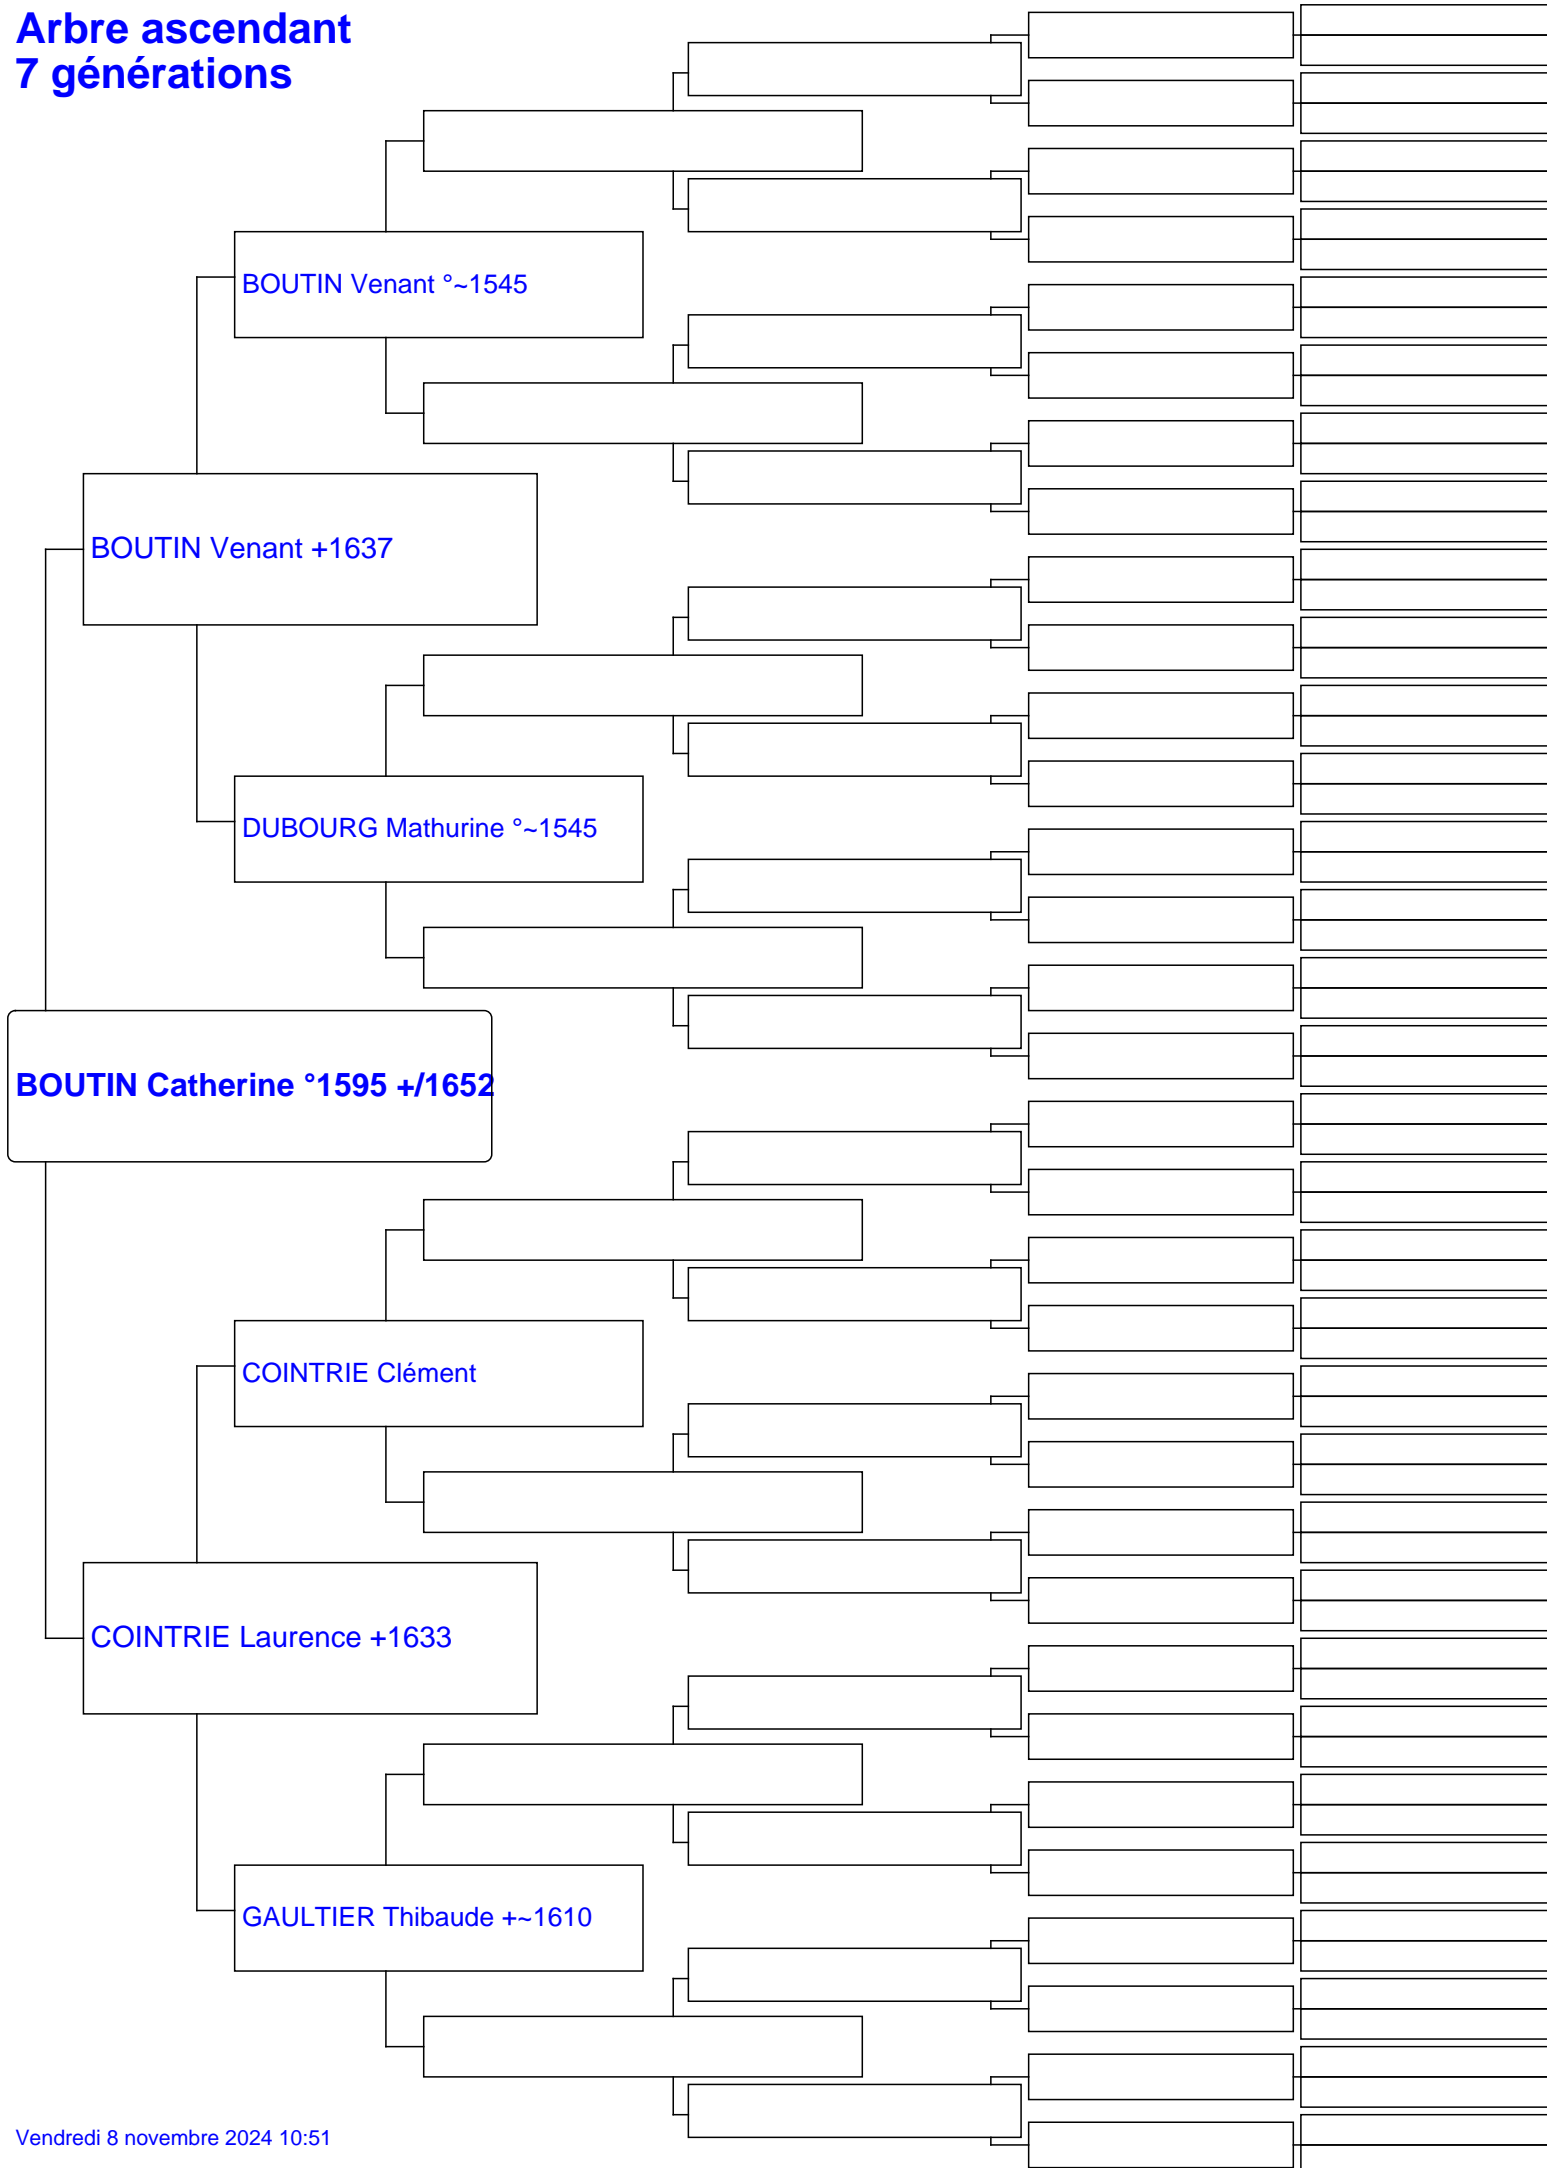 Arbre ascendant
7 générations
BOUTIN Venant °~1545
BOUTIN Venant +1637
DUBOURG Mathurine °~1545
BOUTIN Catherine °1595 +/1652
COINTRIE Clément
COINTRIE Laurence +1633
GAULTIER Thibaude +~1610
Vendredi 8 novembre 2024 10:51